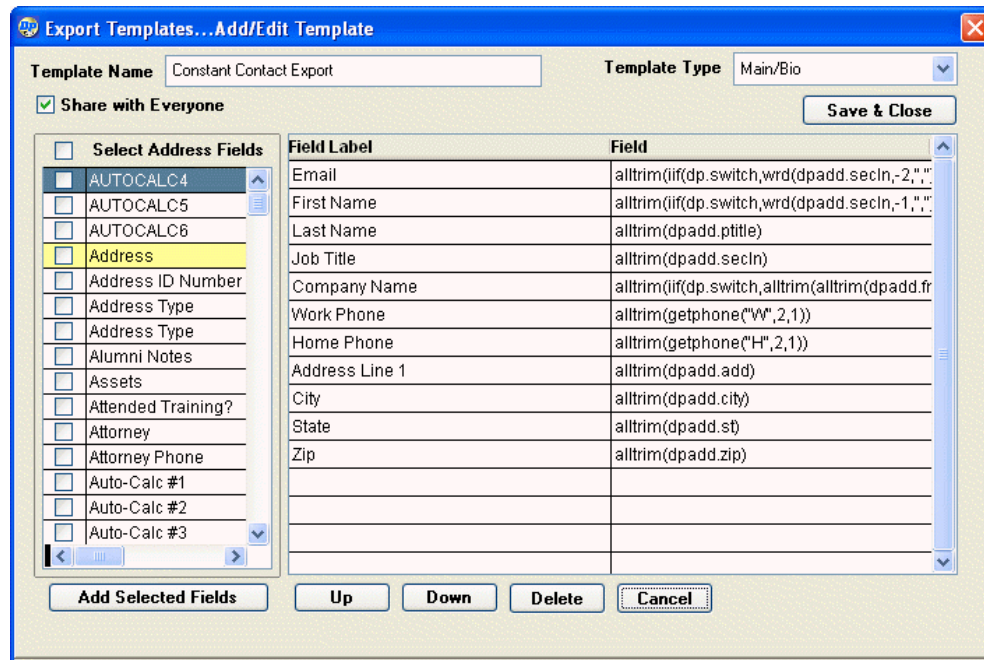 Export Templates...Add/Edit Template
Template Name Constant Contact Export Template Type Main/Bio
Share with Everyone
Save & Close
Select Address Fields
AUTOCALC4
AUTOCALC5
AUTOCALC6
Address
Address ID Number
Address Type
Address Type
Alumni Notes
Assets
Attended Training?
Attorney
Attorney Phone
Auto-Calc #1
Auto-Calc #2
Auto-Calc #3
Field Label Field
Email alltrim(iif(dp.switch,wrd(dpadd.secln,-2,",",
First Name alltrim(iif(dp.switch,wrd(dpadd.secln,-1,",",
Last Name alltrim(dpadd.ptitle)
Job Title alltrim(dpadd.secln)
Company Name alltrim(iif(dp.switch,alltrim(alltrim(dpadd.fr
Work Phone alltrim(getphone("W",2,1))
Home Phone alltrim(getphone("H",2,1))
Address Line 1 alltrim(dpadd.add)
City alltrim(dpadd.city)
State alltrim(dpadd.st)
Zip alltrim(dpadd.zip)
Add Selected Fields Up Down Delete Cancel